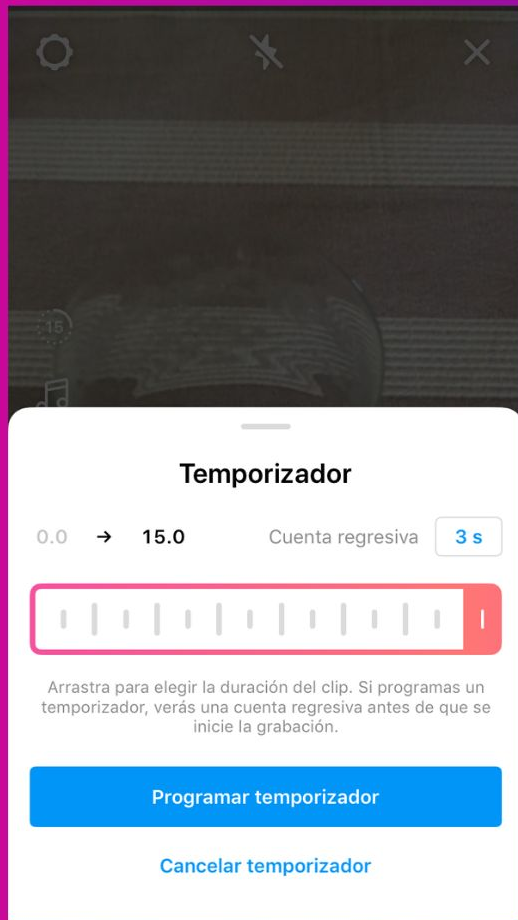 15
Temporizador
0.0 → 15.0 Cuenta regresiva 3 s
Arrastra para elegir la duración del clip. Si programas un
temporizador, verás una cuenta regresiva antes de que se
inicie la grabación.
Programar temporizador
Cancelar temporizador